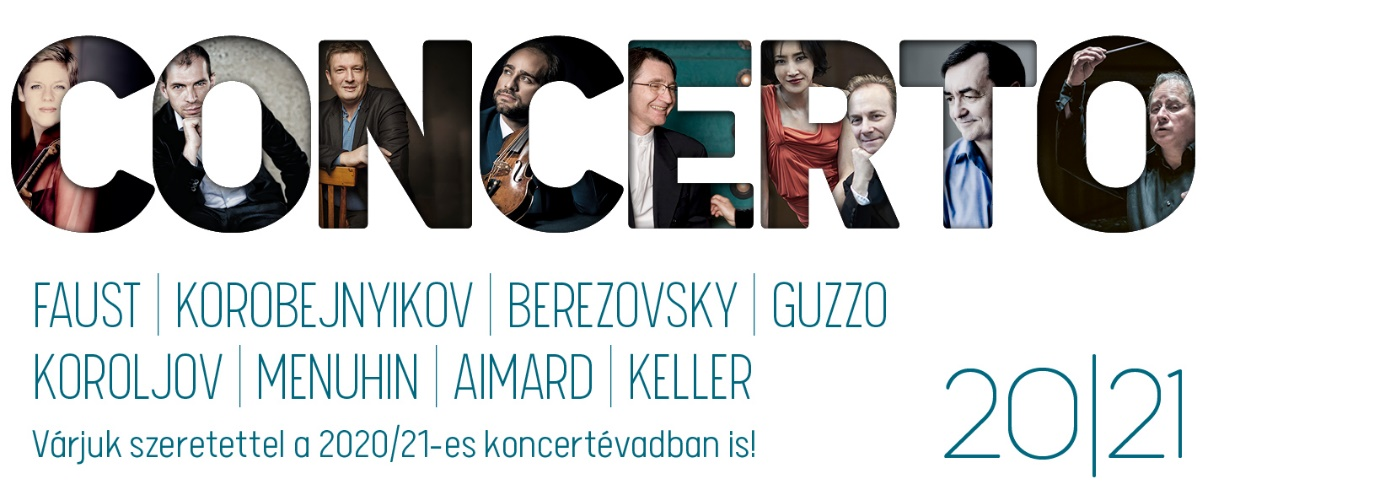 CONCERTO
FAUST | KOROBEJNYIKOV | BEREZOVSKY | GUZZO
KOROLJOV | MENUHIN | AIMARD | KELLER
20|21
Várjuk szeretettel a 2020/21-es koncertévadban is!